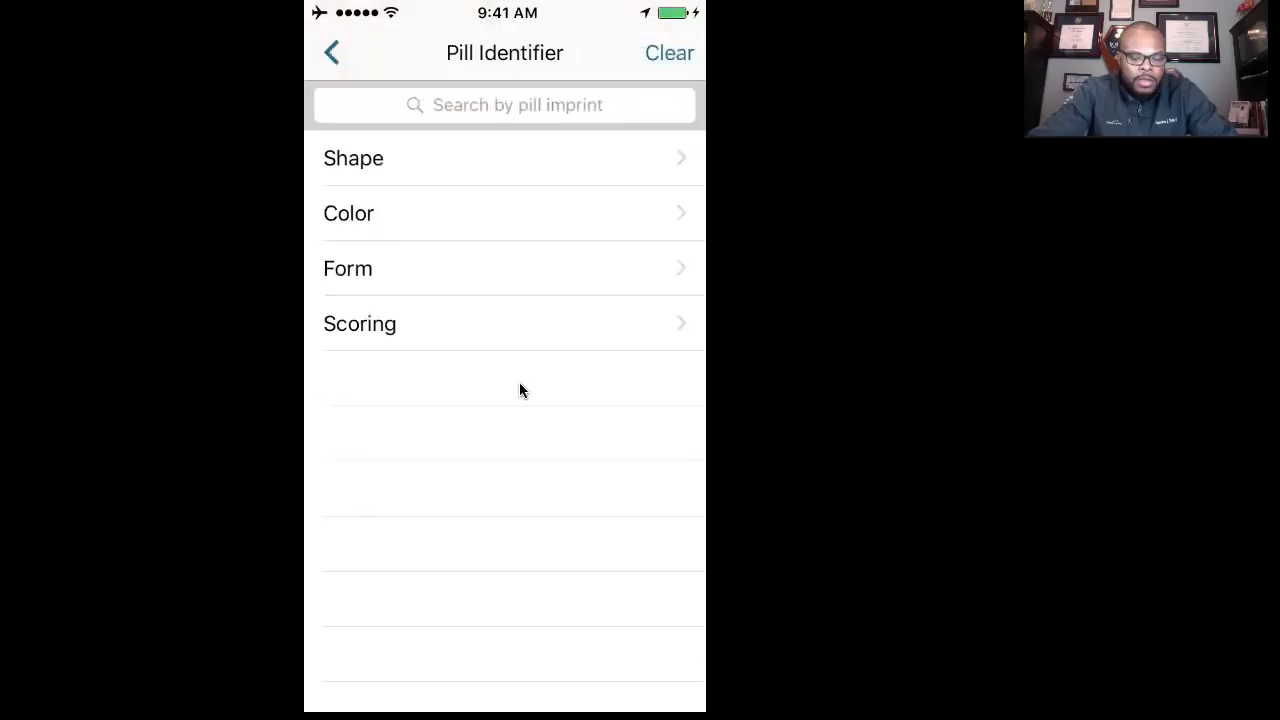 9:41 AM
Pill Identifier
Clear
Search by pill imprint
Shape
Color
Form
Scoring